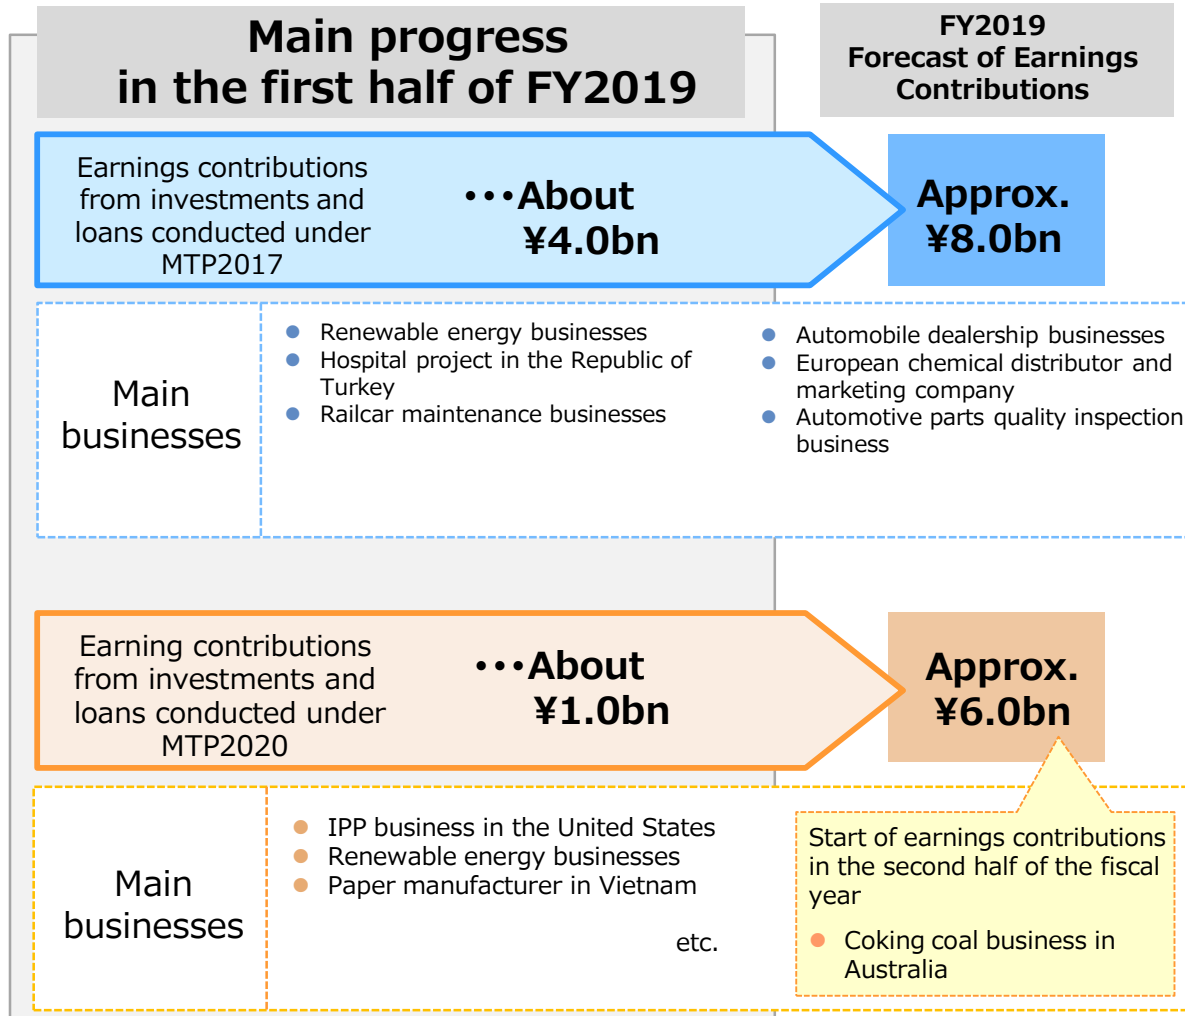 Main progress
in the first half of FY2019
FY2019
Forecast of Earnings
Contributions
Earnings contributions
from investments and
loans conducted under
MTP2017
･･･About
¥4.0bn
Approx.
¥8.0bn
Main
businesses
● Renewable energy businesses
● Hospital project in the Republic of
Turkey
● Railcar maintenance businesses
● Automobile dealership businesses
● European chemical distributor and
marketing company
● Automotive parts quality inspection
business
Earning contributions
from investments and
loans conducted under
MTP2020
･･･About
¥1.0bn
Approx.
¥6.0bn
Main
businesses
● IPP business in the United States
● Renewable energy businesses
● Paper manufacturer in Vietnam
etc.
Start of earnings contributions
in the second half of the fiscal
year
● Coking coal business in
Australia